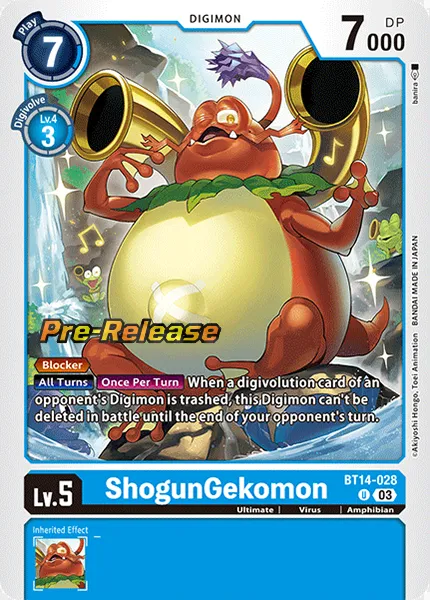 Play
7
DIGIMON
DP
7000
Digivolve
Lv.4
3
banira
©Akiyoshi Hongo, Toei Animation BANDAI MADE IN JAPAN
Pre-Release
Blocker
All Turns Once Per Turn When a digivolution card of an
opponent's Digimon is trashed, this Digimon can't be
deleted in battle until the end of your opponent's turn.
Lv.5
ShogunGekomon
BT14-028
U 03
Ultimate | Virus | Amphibian
Inherited Effect
–